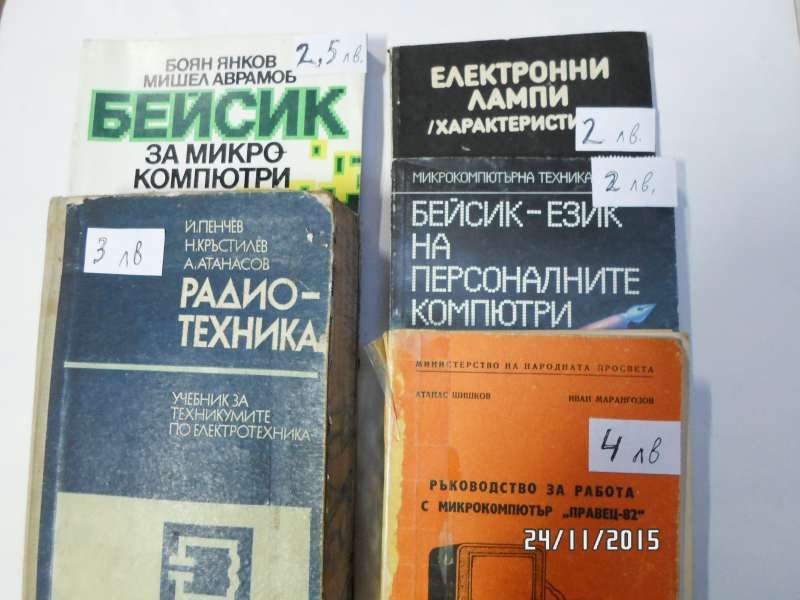 БОЯН ЯНКОВ
МИШЕЛ АВРАМОВ
2,5 лв.
БЕЙСИК
ЗА МИКРО-
КОМПЮТРИ
ЕЛЕКТРОННИ
ЛАМПИ
/ХАРАКТЕРИСТИ
2 лв.
МИКРОКОМПЮТЪРНА ТЕХНИКА
2 лв.
БЕЙСИК – ЕЗИК
НА
ПЕРСОНАЛНИТЕ
КОМПЮТРИ
3 лв
Й. ПЕНЧЕВ
Н. КРЪСТИЛЕВ
А. АТАНАСОВ
РАДИО-
ТЕХНИКА
УЧЕБНИК ЗА
ТЕХНИКУМИТЕ
ПО ЕЛЕКТРОТЕХНИКА
МИНИСТЕРСТВО НА НАРОДНАТА ПРОСВЕТА
АТАНАС ШИШКОВ ИВАН МАРАНГОЗОВ
4 лв
РЪКОВОДСТВО ЗА РАБОТА
С МИКРОКОМПЮТЪР „ПРАВЕЦ-82"
24/11/2015